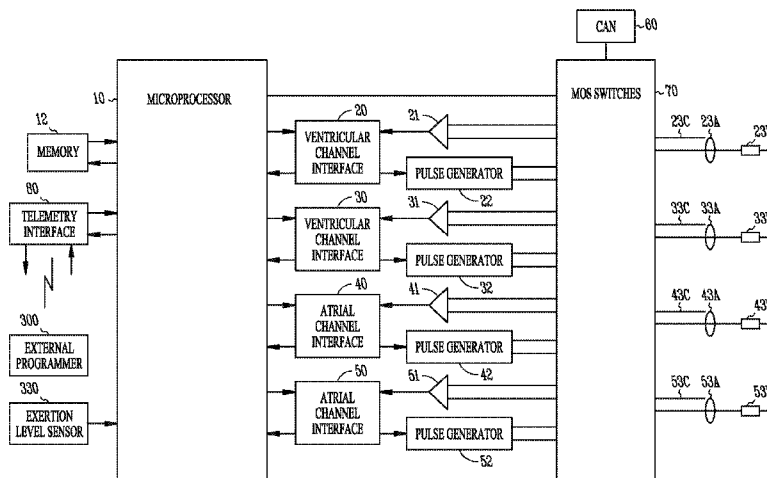 CAN
60
10
MICROPROCESSOR
MOS SWITCHES
70
12
MEMORY
20
VENTRICULAR
CHANNEL
INTERFACE
21
PULSE GENERATOR
22
23C
23A
80
TELEMETRY
INTERFACE
30
VENTRICULAR
CHANNEL
INTERFACE
31
PULSE GENERATOR
32
33C
33A
300
EXTERNAL
PROGRAMMER
40
ATRIAL
CHANNEL
INTERFACE
41
PULSE GENERATOR
42
43C
43A
330
EXERTION
LEVEL SENSOR
50
ATRIAL
CHANNEL
INTERFACE
51
PULSE GENERATOR
52
53C
53A